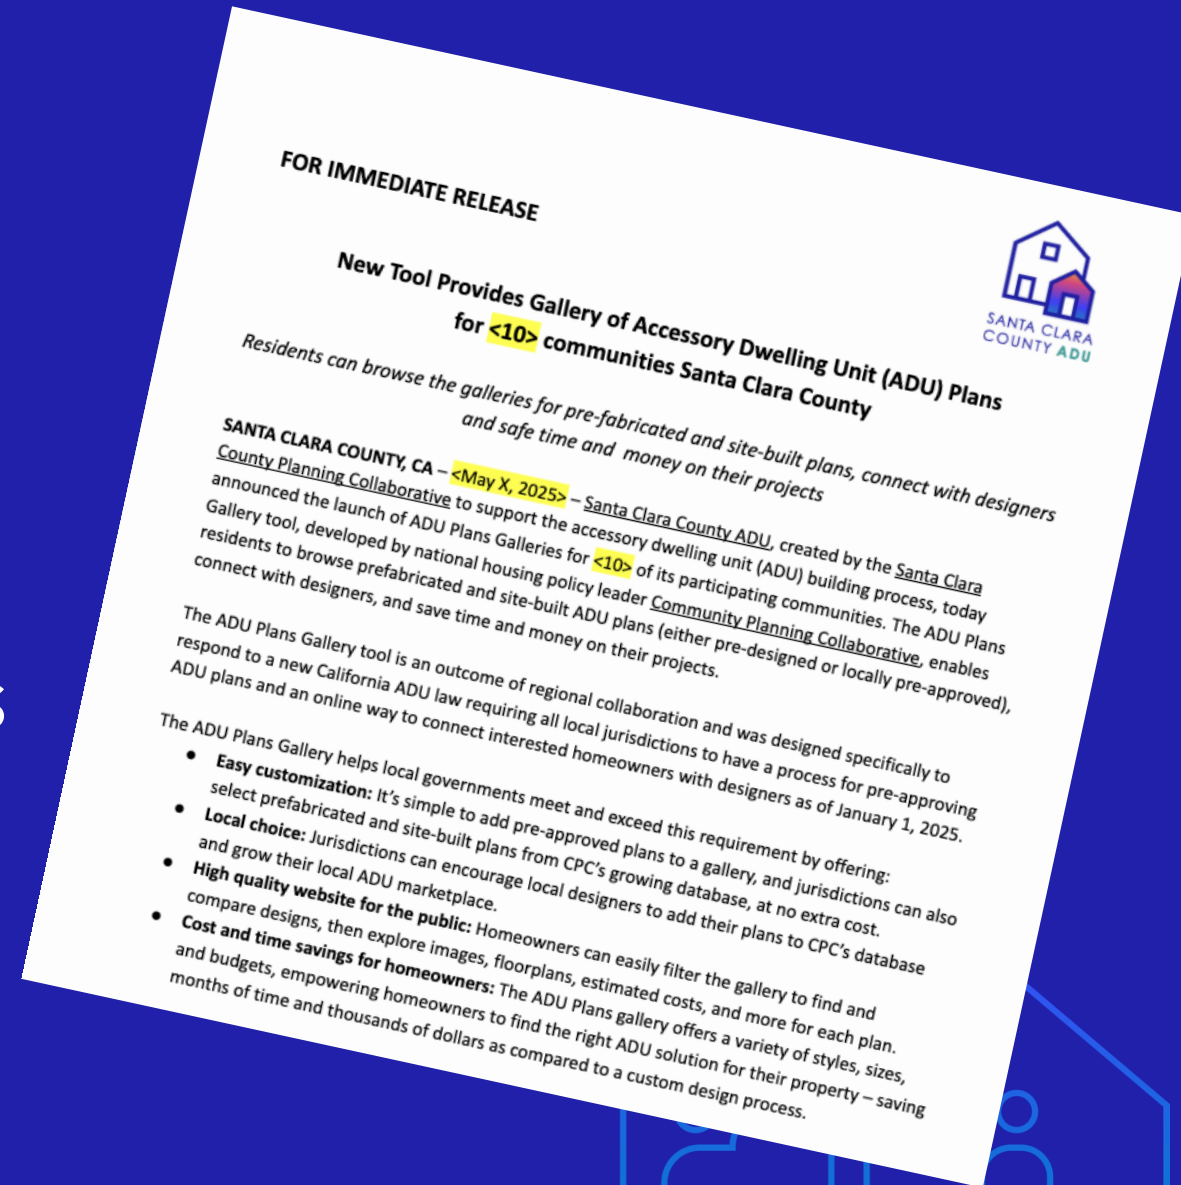 FOR IMMEDIATE RELEASE
SANTA CLARA
COUNTY ADU
New Tool Provides Gallery of Accessory Dwelling Unit (ADU) Plans
for <10> communities Santa Clara County
Residents can browse the galleries for pre-fabricated and site-built plans, connect with designers
and safe time and money on their projects
SANTA CLARA COUNTY, CA – <May X, 2025> – Santa Clara County ADU, created by the Santa Clara
County Planning Collaborative to support the accessory dwelling unit (ADU) building process, today
announced the launch of ADU Plans Galleries for <10> of its participating communities. The ADU Plans
Gallery tool, developed by national housing policy leader Community Planning Collaborative, enables
residents to browse prefabricated and site-built ADU plans (either pre-designed or locally pre-approved),
connect with designers, and save time and money on their projects.
The ADU Plans Gallery tool is an outcome of regional collaboration and was designed specifically to
respond to a new California ADU law requiring all local jurisdictions to have a process for pre-approving
ADU plans and an online way to connect interested homeowners with designers as of January 1, 2025.
The ADU Plans Gallery helps local governments meet and exceed this requirement by offering:
● Easy customization: It’s simple to add pre-approved plans to a gallery, and jurisdictions can also
select prefabricated and site-built plans from CPC’s growing database, at no extra cost.
● Local choice: Jurisdictions can encourage local designers to add their plans to CPC’s database
and grow their local ADU marketplace.
● High quality website for the public: Homeowners can easily filter the gallery to find and
compare designs, then explore images, floorplans, estimated costs, and more for each plan.
● Cost and time savings for homeowners: The ADU Plans gallery offers a variety of styles, sizes,
and budgets, empowering homeowners to find the right ADU solution for their property – saving
months of time and thousands of dollars as compared to a custom design process.